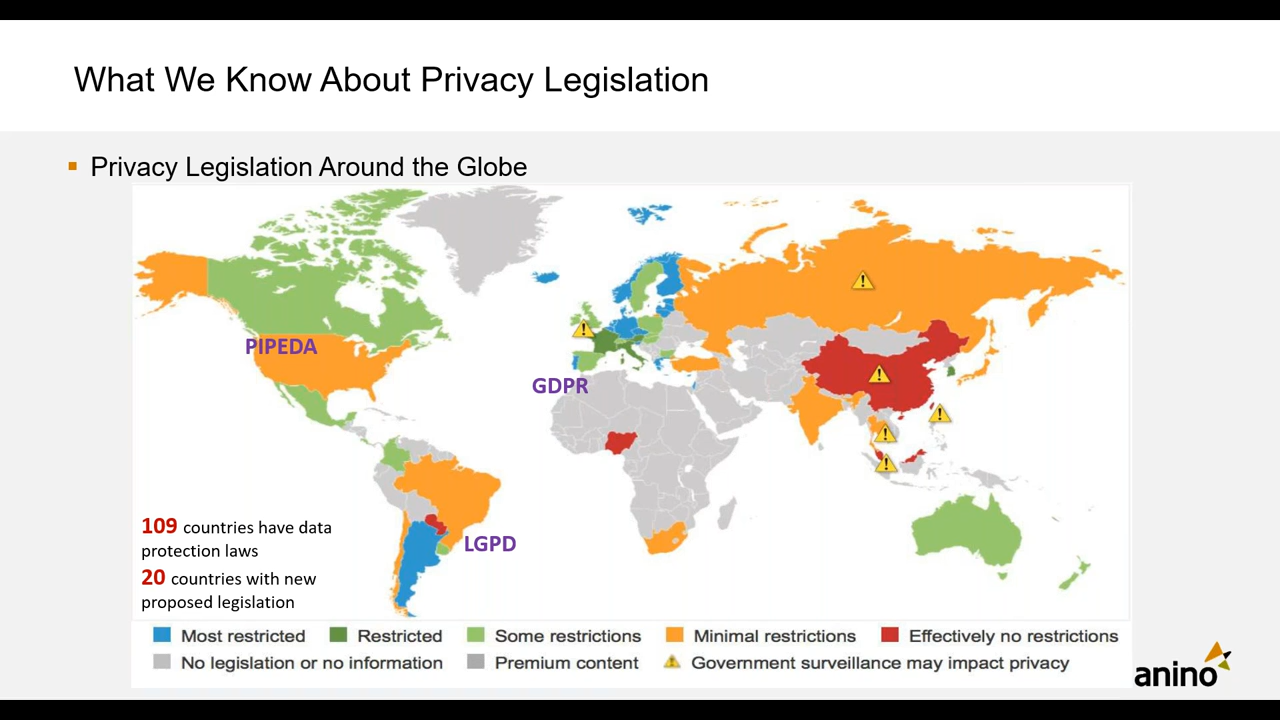 What We Know About Privacy Legislation
Privacy Legislation Around the Globe
PIPEDA
GDPR
LGPD
109 countries have data
protection laws
20 countries with new
proposed legislation
Most restricted Restricted Some restrictions Minimal restrictions Effectively no restrictions
No legislation or no information Premium content Government surveillance may impact privacy
anino